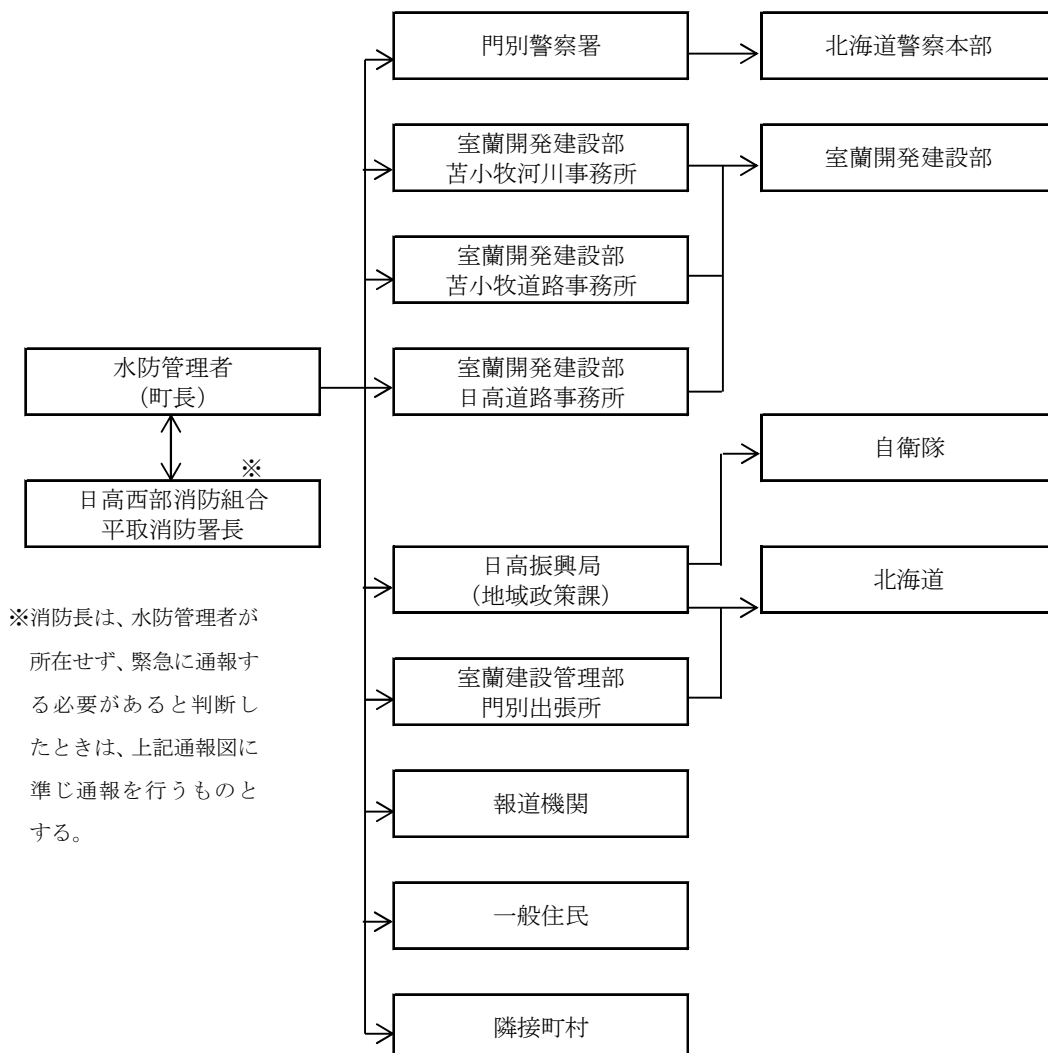 門別警察署
北海道警察本部
室蘭開発建設部
苫小牧河川事務所
室蘭開発建設部
室蘭開発建設部
苫小牧道路事務所
水防管理者
(町長)
室蘭開発建設部
日高道路事務所
自衛隊
※
日高西部消防組合
平取消防署長
日高振興局
(地域政策課)
北海道
※消防長は、水防管理者が
所在せず、緊急に通報す
る必要があると判断し
たときは、上記通報図に
準じ通報を行うものと
する。
室蘭建設管理部
門別出張所
報道機関
一般住民
隣接町村